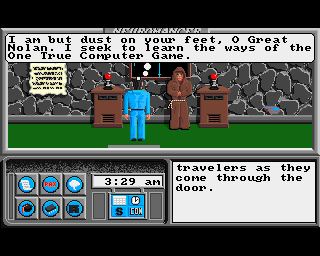 NEUROMANCER
I am but dust on your feet, O Great
Nolan. I seek to learn the ways of the
One True Computer Game.
PAX
3:29 am
$
travelers as they
come through the
door.